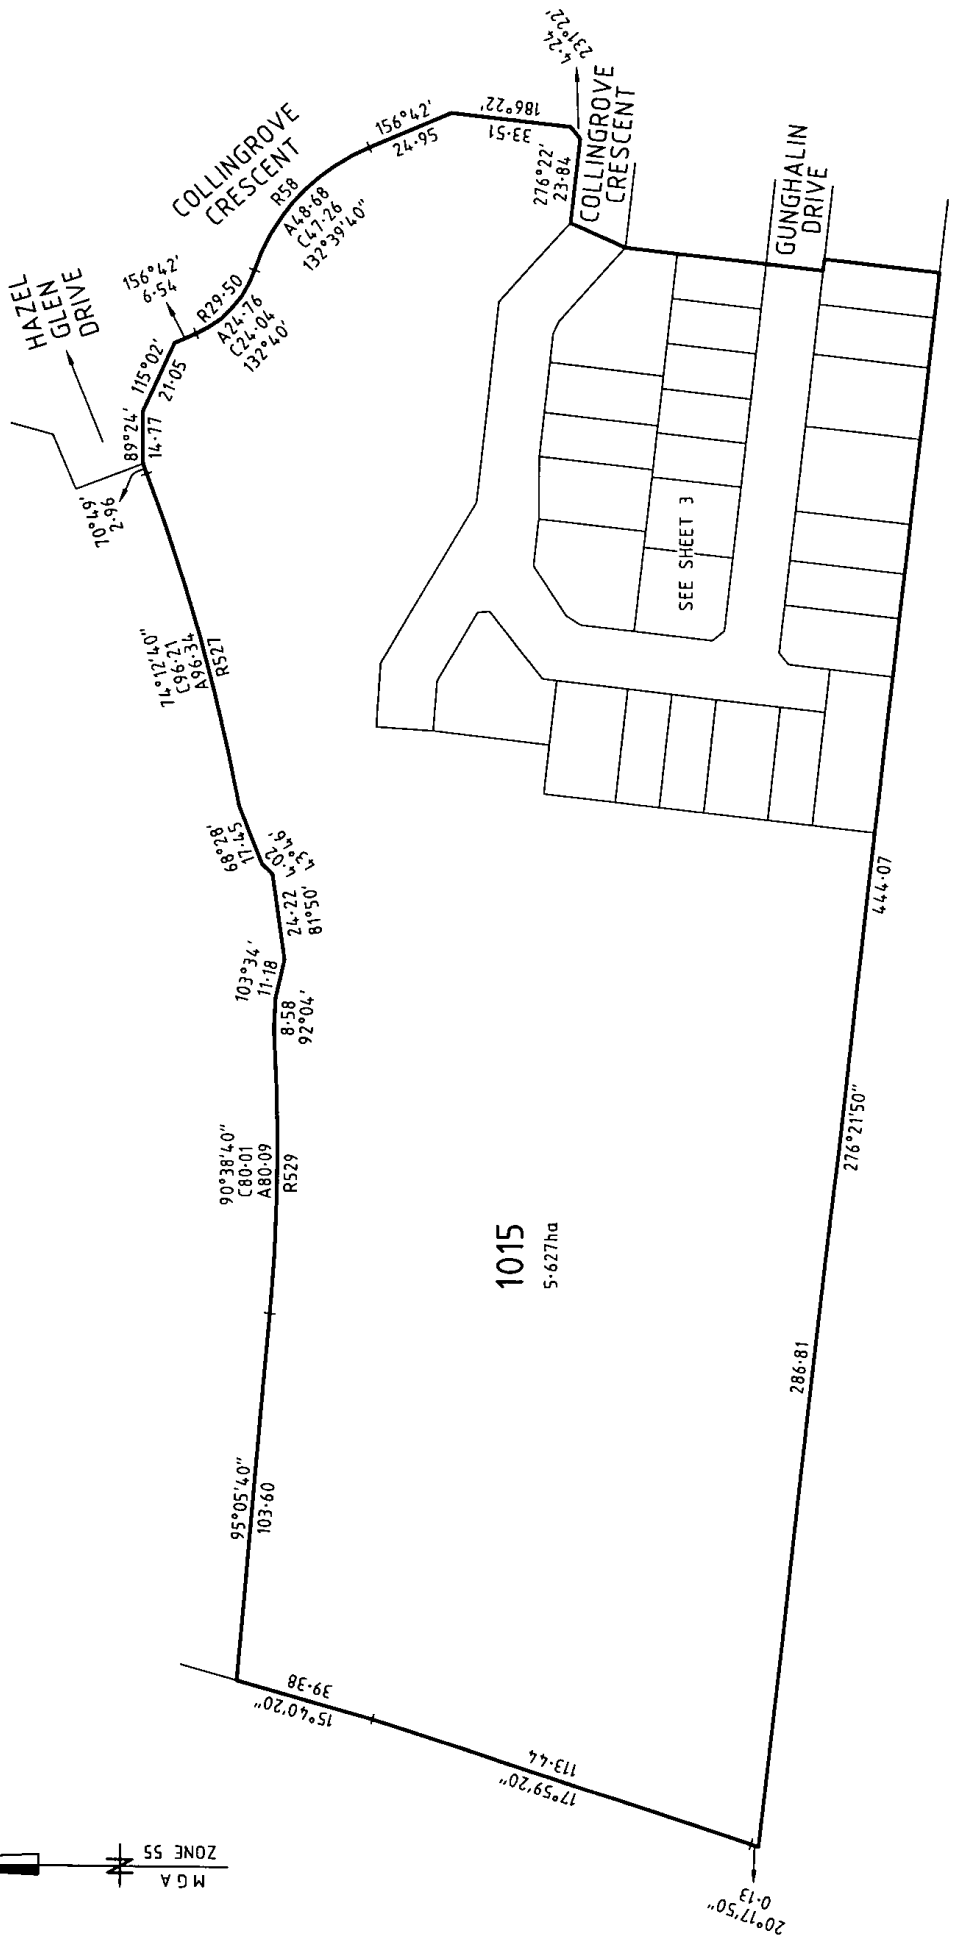 HAZEL
GLEN
DRIVE
COLLINGROVE
CRESCENT
COLLINGROVE
CRESCENT
GUNGHALIN
DRIVE
4·24
231°22'
186°22'
33·51
276°22'
23·84
156°42'
24·95
R58
A48·68
C47·26
132°39'40"
R29·50
A24·76
C24·04
132°40'
156°42'
6·54
115°02'
21·05
89°24'
14·77
70°49'
2·96
74°12'40"
C96·21
A96·34
R527
68°28'
17·45
4·02
43°46'
24·22
81°50'
103°34'
11·18
8·58
92°04'
90°38'40"
C80·01
A80·09
R529
95°05'40"
103·60
39·38
15°40'20"
113·44
17°59'20"
20°17'50"
0·13
1015
5·627ha
286·81
276°21'50"
444·07
SEE SHEET 3
MGA
ZONE 55